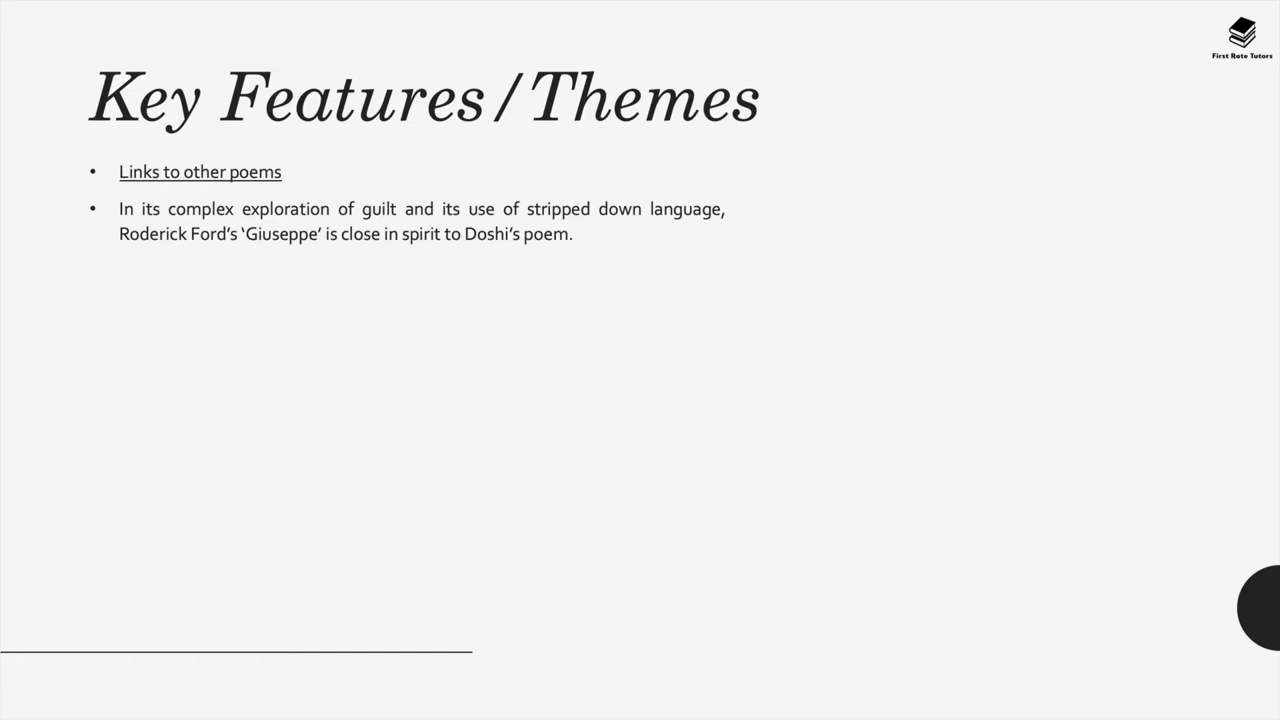 First Rate Tutors
Key Features/Themes
• Links to other poems
• In its complex exploration of guilt and its use of stripped down language,
Roderick Ford’s ‘Giuseppe’ is close in spirit to Doshi’s poem.